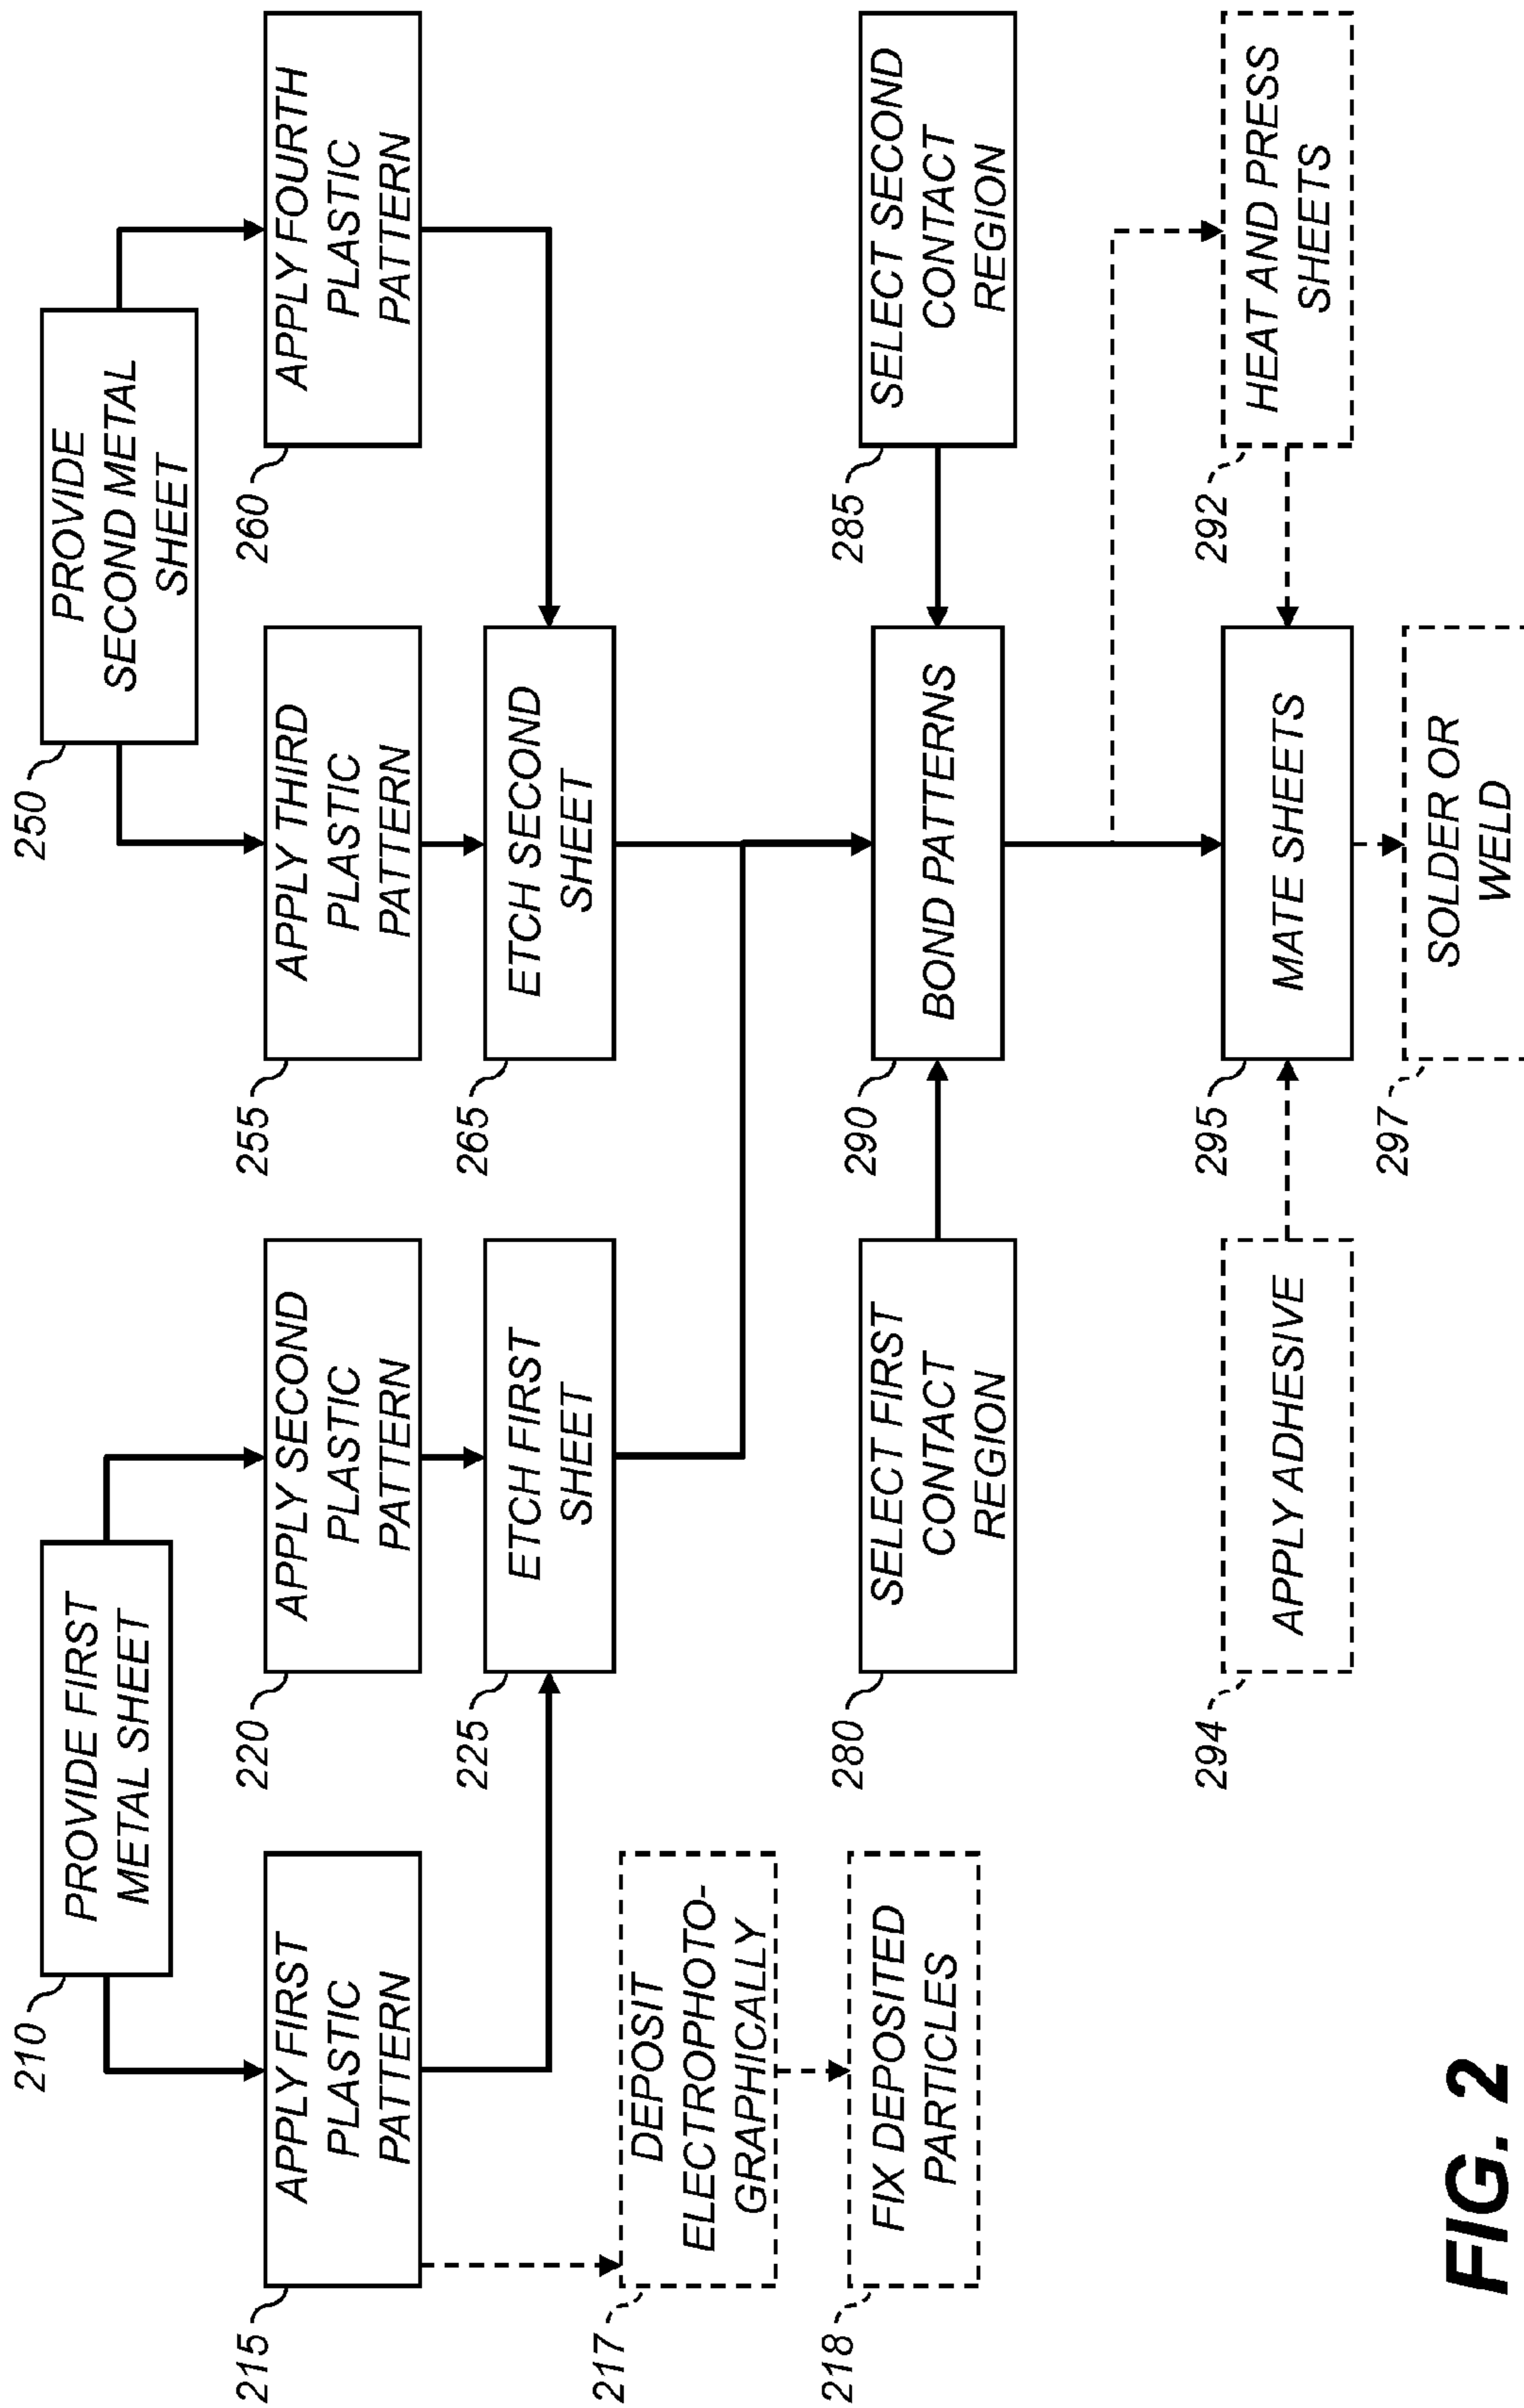 210
PROVIDE FIRST
METAL SHEET
250
PROVIDE
SECOND METAL
SHEET
215
APPLY FIRST
PLASTIC
PATTERN
220
APPLY SECOND
PLASTIC
PATTERN
255
APPLY THIRD
PLASTIC
PATTERN
260
APPLY FOURTH
PLASTIC
PATTERN
225
ETCH FIRST
SHEET
265
ETCH SECOND
SHEET
217
DEPOSIT
ELECTROPHOTO-
GRAPHICALLY
218
FIX DEPOSITED
PARTICLES
280
SELECT FIRST
CONTACT
REGION
290
BOND PATTERNS
285
SELECT SECOND
CONTACT
REGION
294
APPLY ADHESIVE
295
MATE SHEETS
292
HEAT AND PRESS
SHEETS
297
SOLDER OR
WELD
FIG. 2